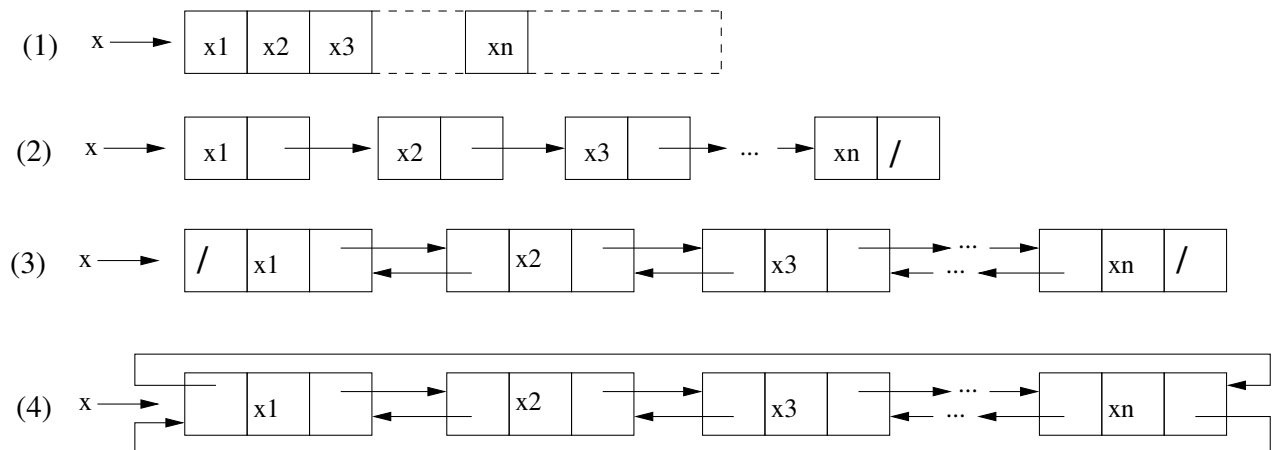 (1) x x1 x2 x3 xn
(2) x x1 x2 x3 ... xn /
(3) x / x1 x2 x3 ... ... xn /
(4) x x1 x2 x3 ... ... xn